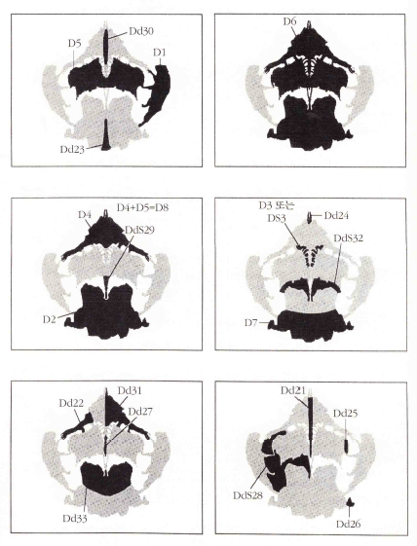 D5
D1
Dd30
Dd23
D6
D4
D4+D5=D8
DdS29
D2
D3 또는
DS3
Dd24
DdS32
D7
Dd22
Dd31
Dd27
Dd33
Dd21
Dd25
DdS28
Dd26